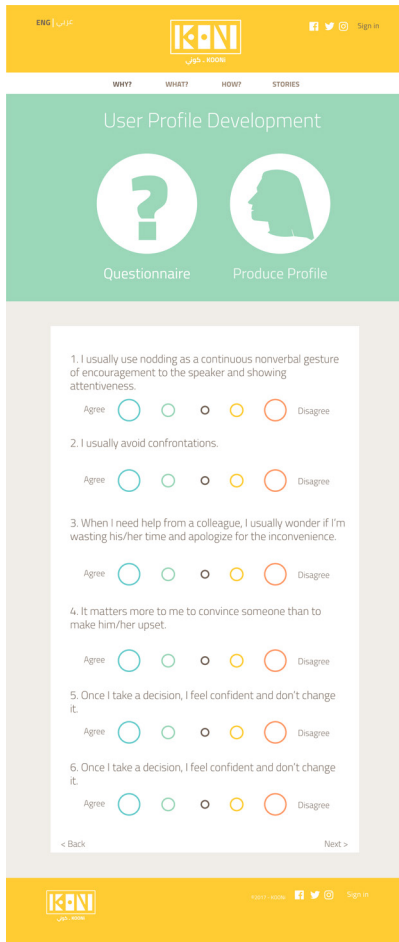 ENG | عربي
Sign in
KON
كوني . KOONI
WHY? WHAT? HOW? STORIES
User Profile Development
?
Questionnaire Produce Profile
1. I usually use nodding as a continuous nonverbal gesture
of encouragement to the speaker and showing
attentiveness.
Agree Disagree
2. I usually avoid confrontations.
Agree Disagree
3. When I need help from a colleague, I usually wonder if I'm
wasting his/her time and apologize for the inconvenience.
Agree Disagree
4. It matters more to me to convince someone than to
make him/her upset.
Agree Disagree
5. Once I take a decision, I feel confident and don't change
it.
Agree Disagree
6. Once I take a decision, I feel confident and don't change
it.
Agree Disagree
< Back Next >
KON
كوني . KOONI
KOONI Sign in